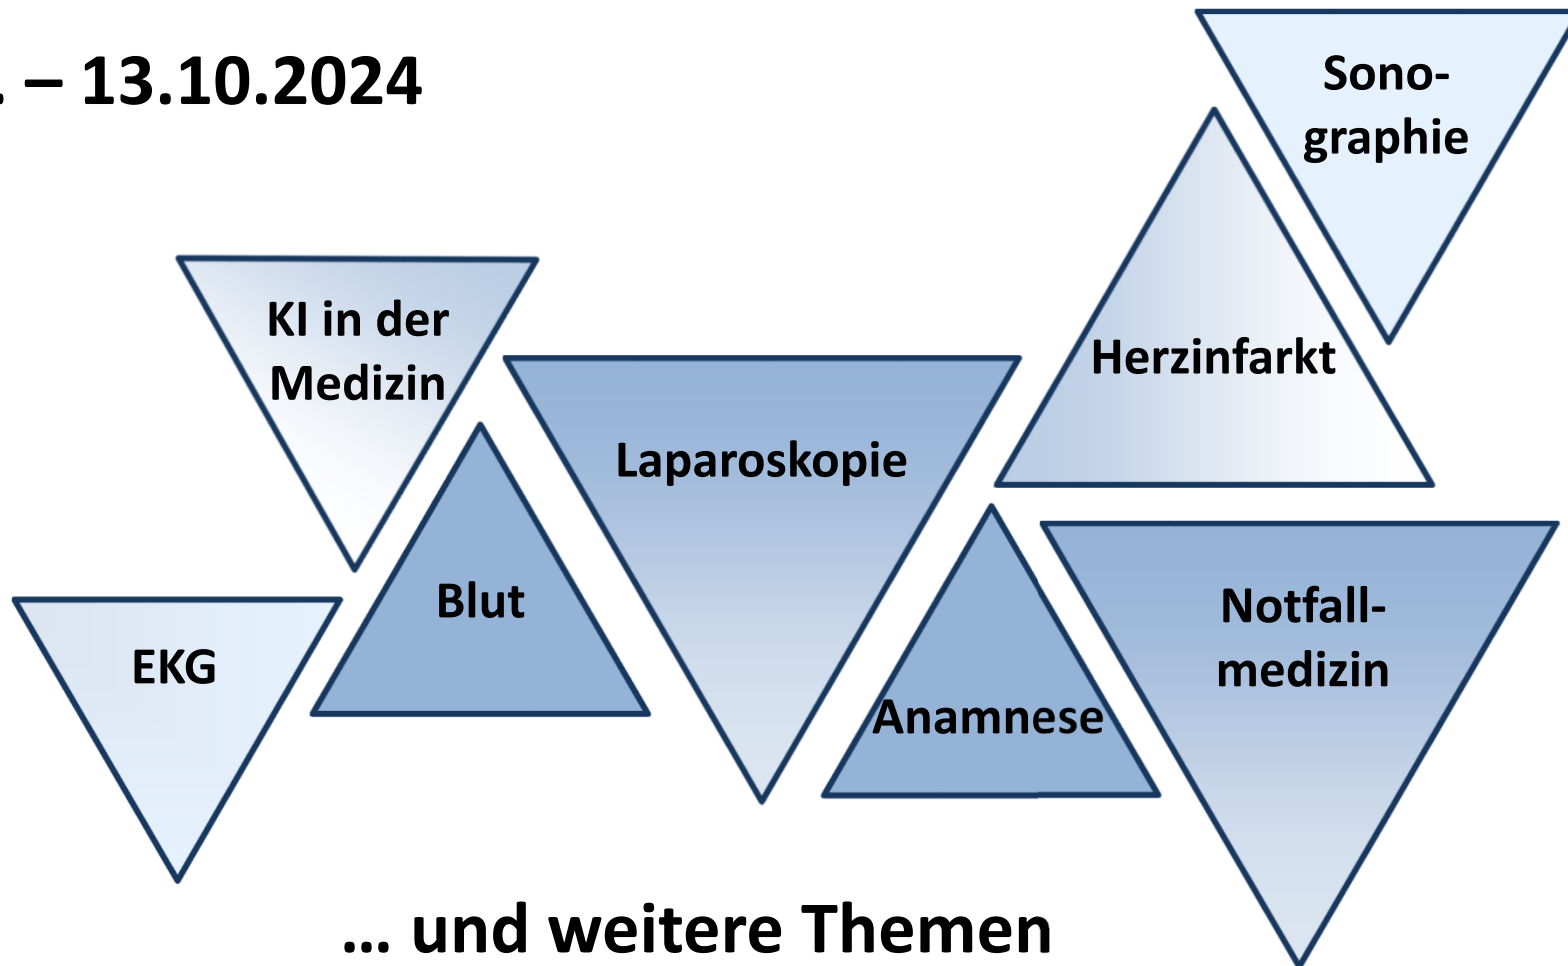 . – 13.10.2024
Sono-
graphie
KI in der
Medizin
Herzinfarkt
Laparoskopie
Blut
Notfall-
medizin
EKG
Anamnese
... und weitere Themen